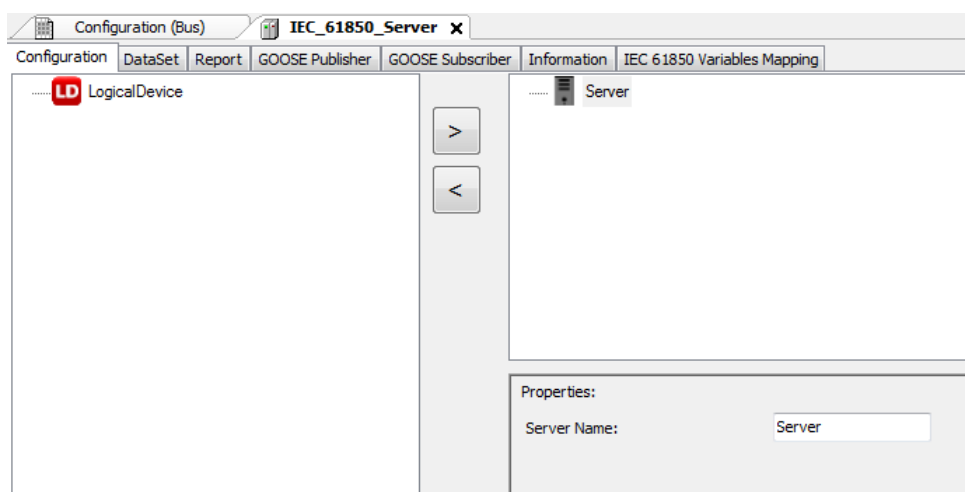 Configuration (Bus) IEC_61850_Server X
Configuration DataSet Report GOOSE Publisher GOOSE Subscriber Information IEC 61850 Variables Mapping
LD LogicalDevice
Server
>
<
Properties:
Server Name: Server